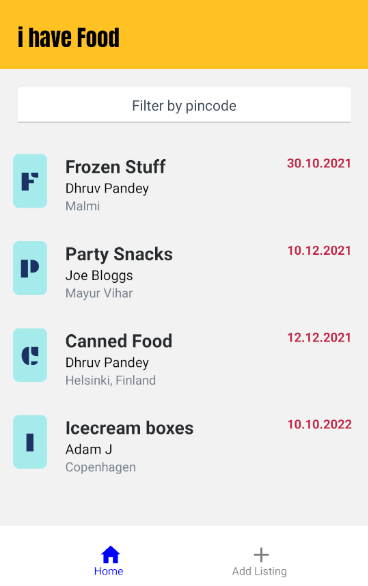 i have Food
Filter by pincode
F
Frozen Stuff
30.10.2021
Dhruv Pandey
Malmi
P
Party Snacks
10.12.2021
Joe Bloggs
Mayur Vihar
C
Canned Food
12.12.2021
Dhruv Pandey
Helsinki, Finland
I
Icecream boxes
10.10.2022
Adam J
Copenhagen
Home
Add Listing